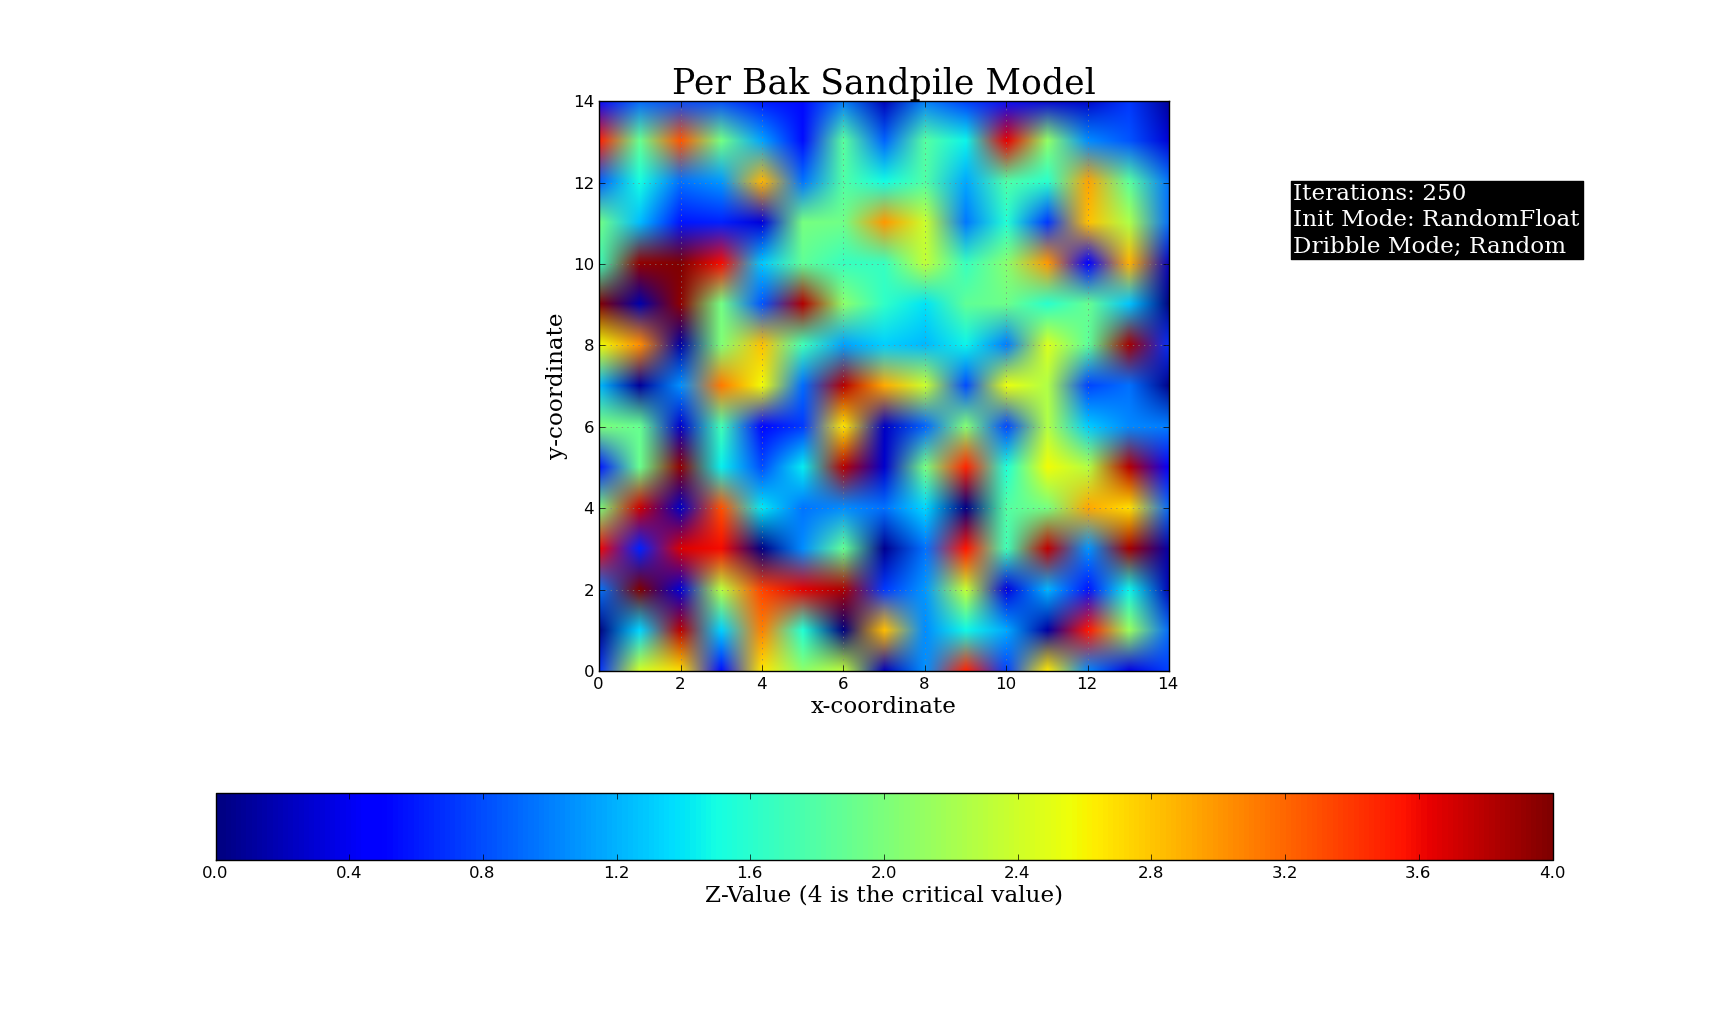 Per Bak Sandpile Model
14
12
10
8
6
4
2
0
y-coordinate
0 2 4 6 8 10 12 14
x-coordinate
Iterations: 250
Init Mode: RandomFloat
Dribble Mode; Random
0.0 0.4 0.8 1.2 1.6 2.0 2.4 2.8 3.2 3.6 4.0
Z-Value (4 is the critical value)